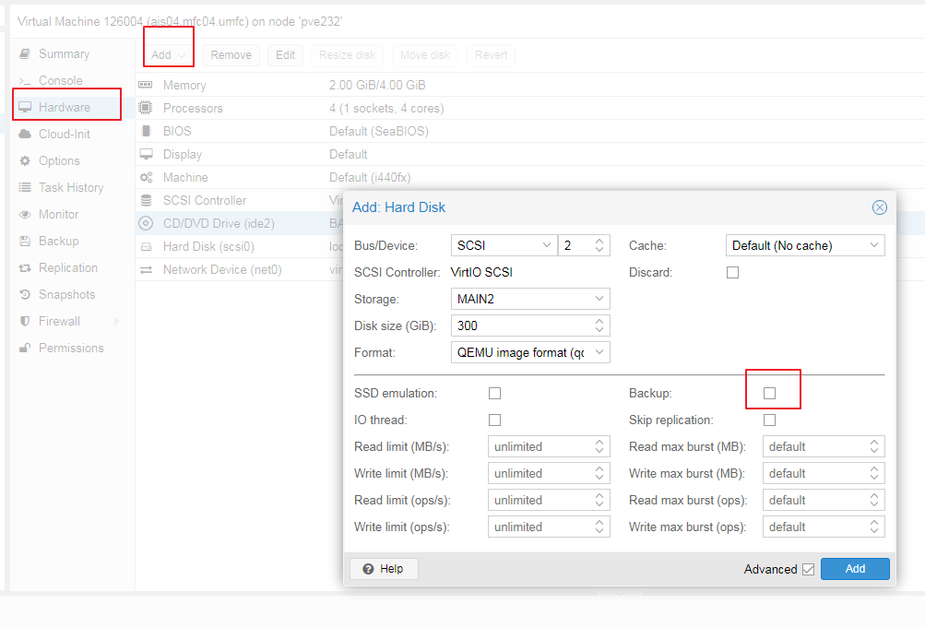 Virtual Machine 126004 (ais04.mfc04.umfc) on node 'pve232'
Summary
Console
Hardware
Cloud-Init
Options
Task History
Monitor
Backup
Replication
Snapshots
Firewall
Permissions
Add Remove Edit Resize disk Move disk Revert
Memory 2.00 GiB/4.00 GiB
Processors 4 (1 sockets, 4 cores)
BIOS Default (SeaBIOS)
Display Default
Machine Default (i440fx)
SCSI Controller Vir
CD/DVD Drive (ide2) BA
Hard Disk (scsi0) loc
Network Device (net0) vir
Add: Hard Disk
Bus/Device: SCSI 2 Cache: Default (No cache)
SCSI Controller: VirtIO SCSI Discard:
Storage: MAIN2
Disk size (GiB): 300
Format: QEMU image format (qc
SSD emulation: Backup:
IO thread: Skip replication:
Read limit (MB/s): unlimited Read max burst (MB): default
Write limit (MB/s): unlimited Write max burst (MB): default
Read limit (ops/s): unlimited Read max burst (ops): default
Write limit (ops/s): unlimited Write max burst (ops): default
Help Advanced Add